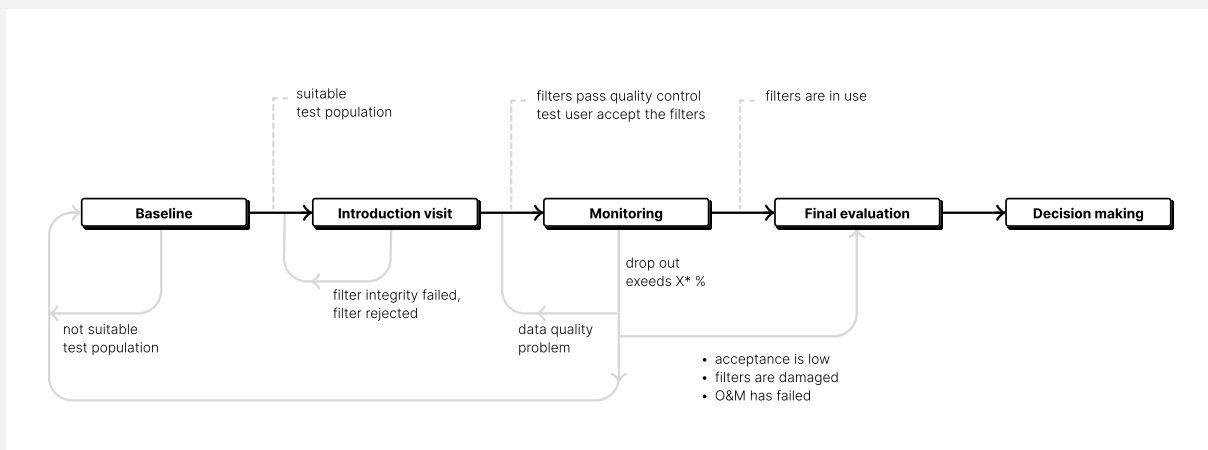 suitable
test population
filters pass quality control
test user accept the filters
filters are in use
Baseline
Introduction visit
Monitoring
Final evaluation
Decision making
drop out
exeeds X* %
filter integrity failed,
filter rejected
not suitable
test population
data quality
problem
• acceptance is low
• filters are damaged
• O&M has failed